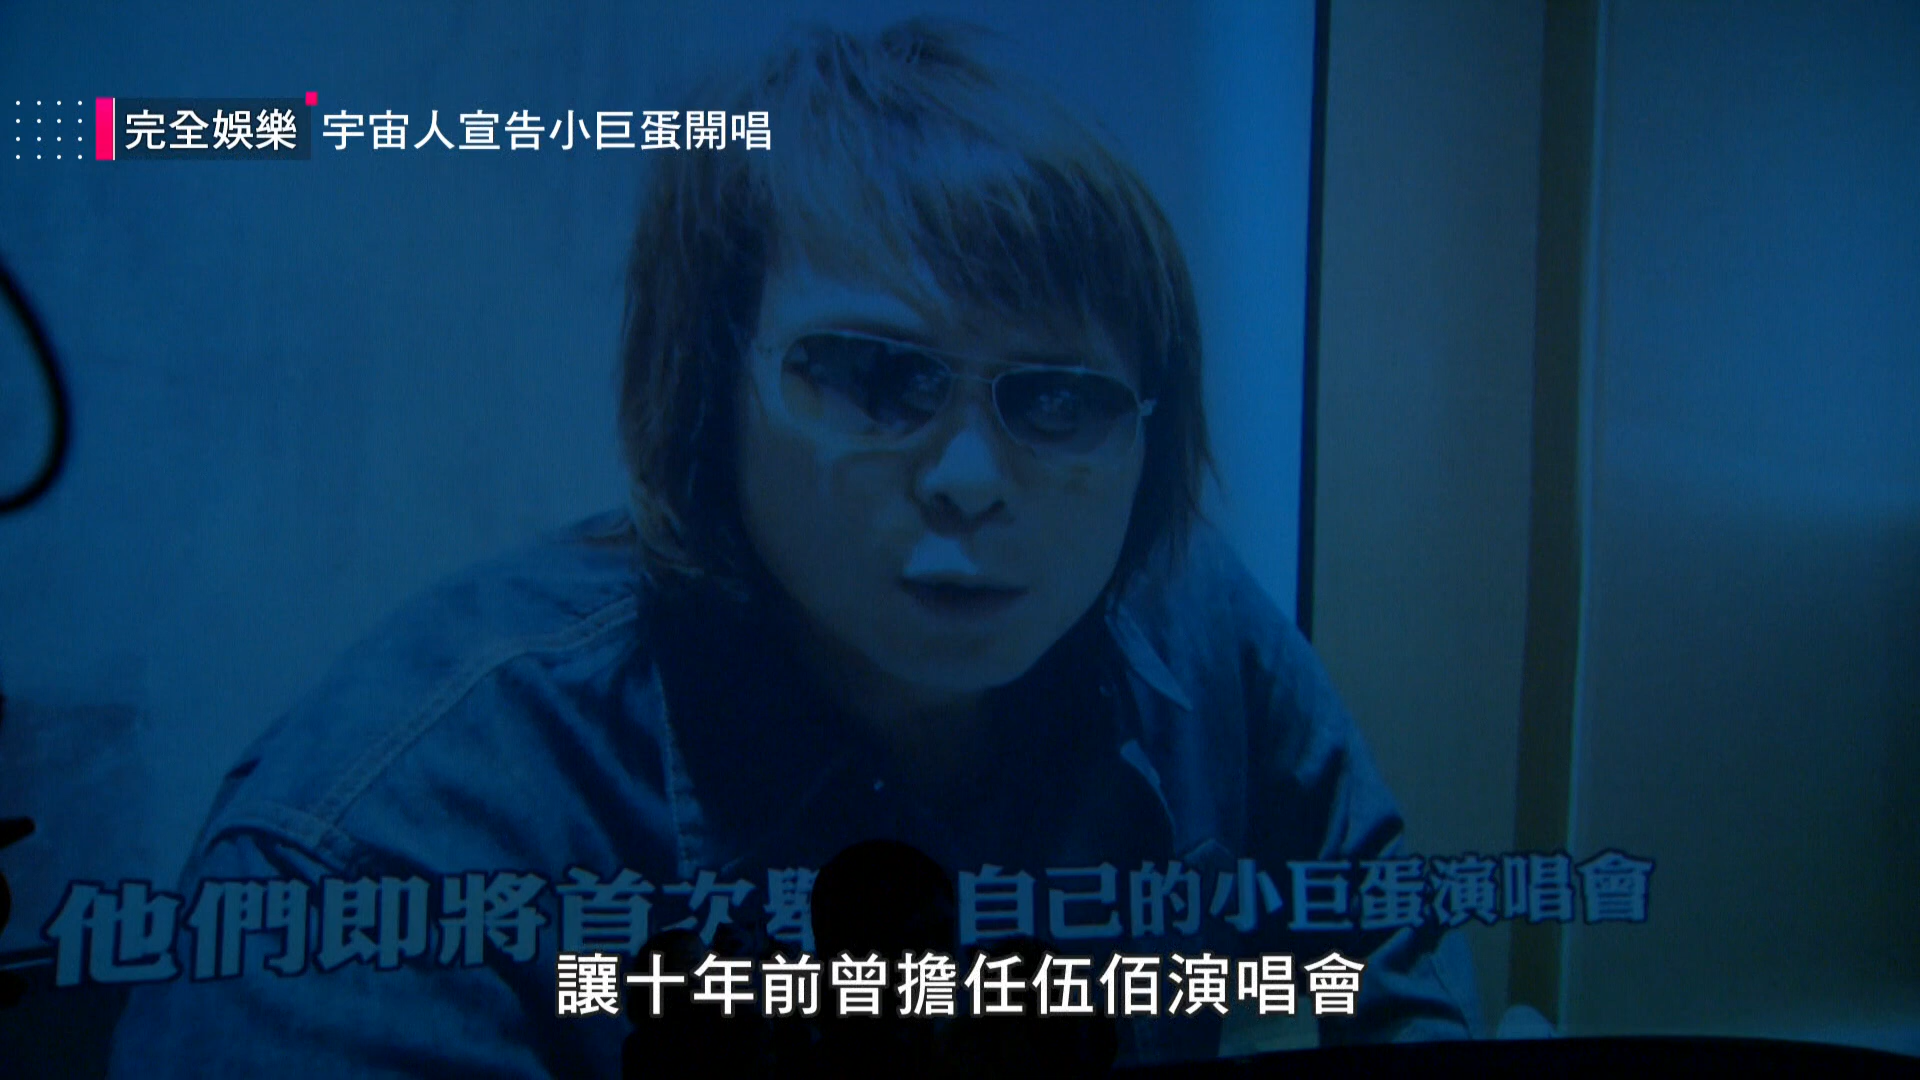 完全娛樂 宇宙人宣告小巨蛋開唱
他們即將首次舉 自己的小巨蛋演唱會
讓十年前曾擔任伍佰演唱會